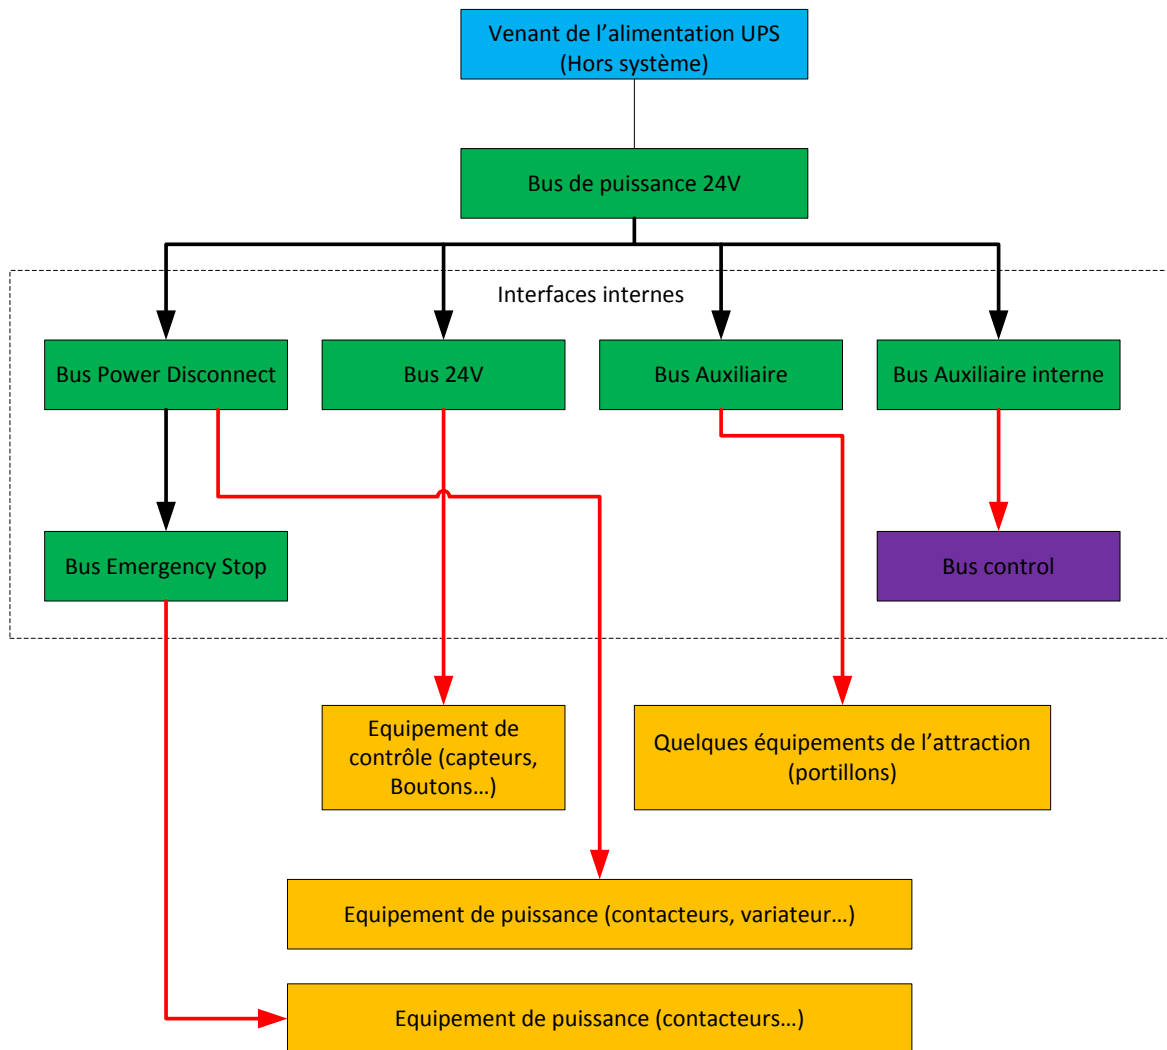 Venant de l’alimentation UPS
(Hors système)
Bus de puissance 24V
Interfaces internes
Bus Power Disconnect
Bus 24V
Bus Auxiliaire
Bus Auxiliaire interne
Bus Emergency Stop
Bus control
Equipement de
contrôle (capteurs,
Boutons…)
Quelques équipements de l’attraction
(portillons)
Equipement de puissance (contacteurs, variateur…)
Equipement de puissance (contacteurs…)